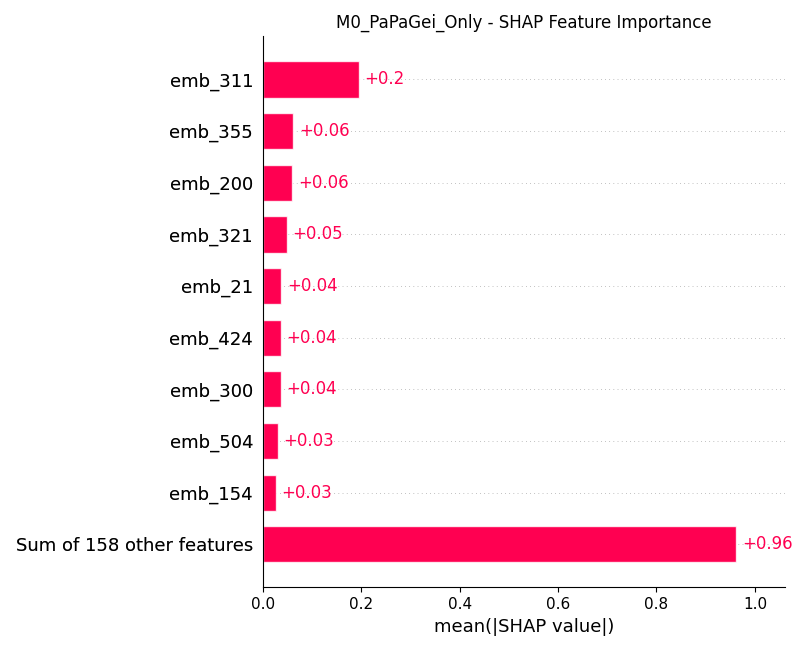 M0_PaPaGei_Only - SHAP Feature Importance
emb_311 +0.2
emb_355 +0.06
emb_200 +0.06
emb_321 +0.05
emb_21 +0.04
emb_424 +0.04
emb_300 +0.04
emb_504 +0.03
emb_154 +0.03
Sum of 158 other features +0.96
0.0 0.2 0.4 0.6 0.8 1.0
mean(|SHAP value|)